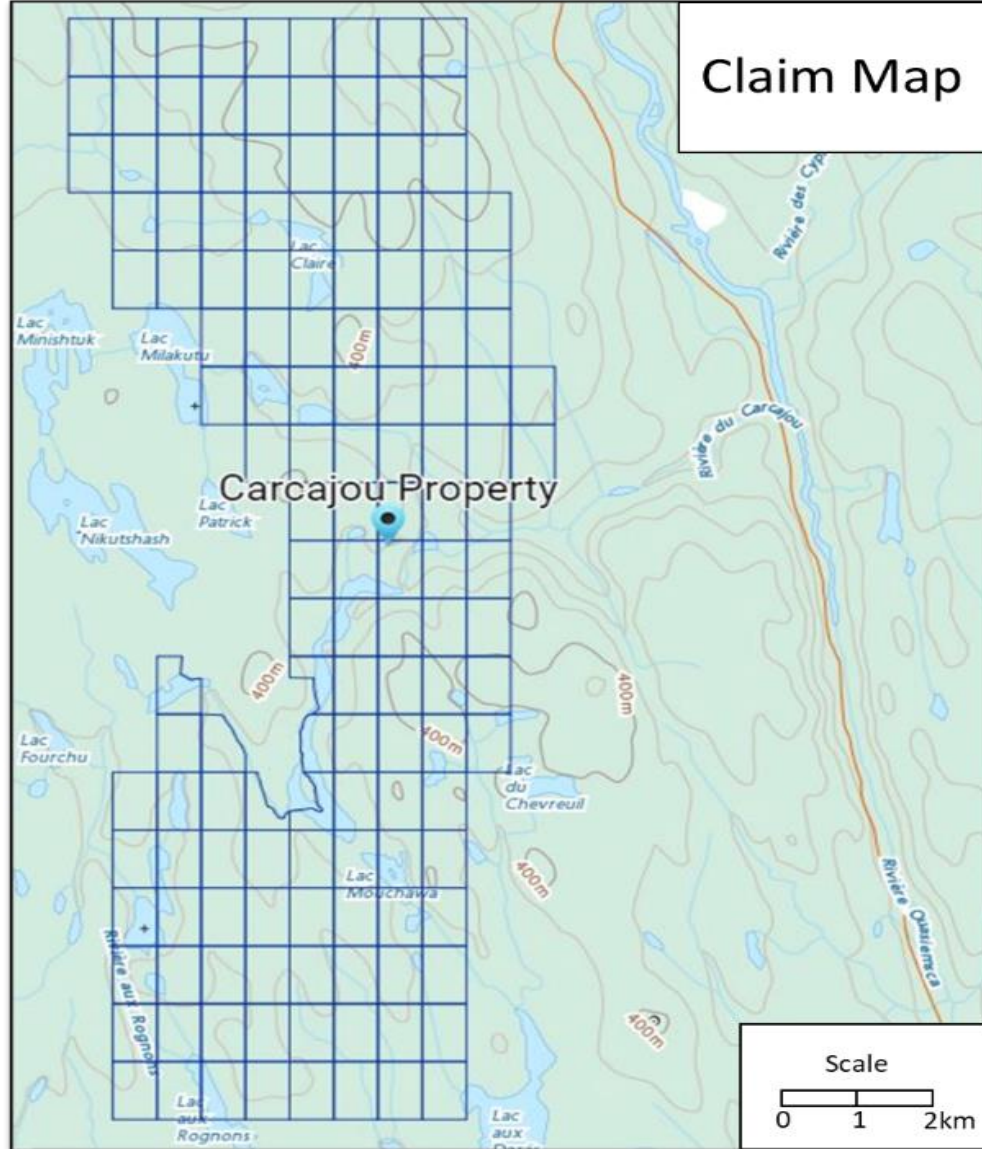 Claim Map
Rivière des Cyp
Lac
Claire
Lac
Minishtuk
Lac
Milakutu
400m
Rivière du Carcajou
Carcajou Property
Lac
Patrick
Lac
Nikutshash
400m
400m
400m
Lac
Fourchu
Lac
du
Chevreuil
Lac
Mouchawa
400m
Rivière Ouasiemsca
Rivière aux Rognons
400m
Lac
aux
Rognons
Lac
aux
Scale
0 1 2km